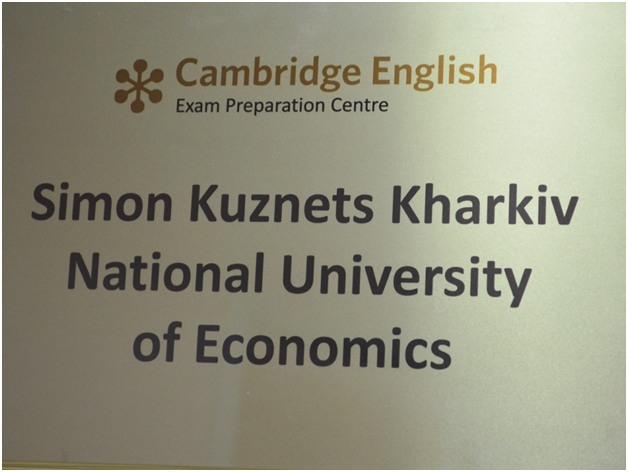 Cambridge English
Exam Preparation Centre
Simon Kuznets Kharkiv
National University
of Economics